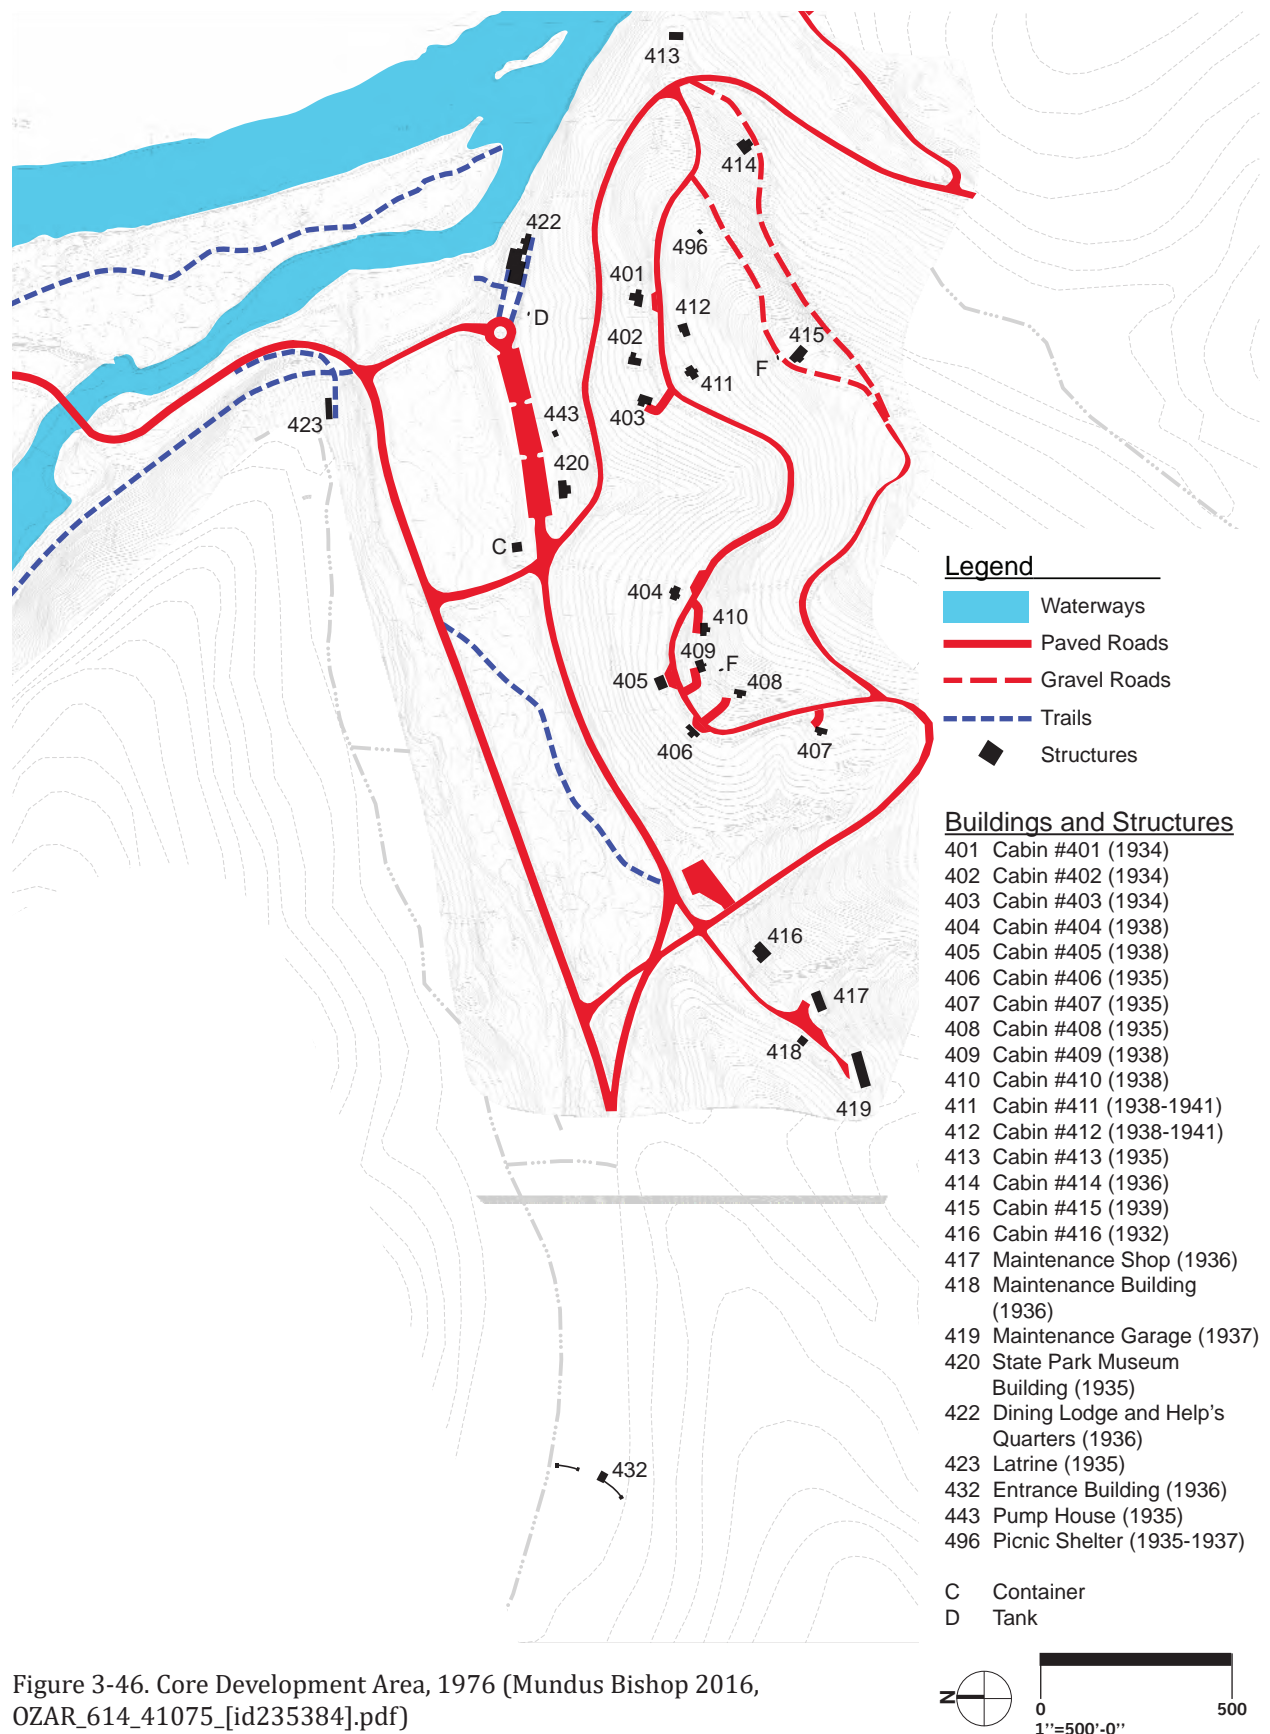 413
414
422
496
401
412
D
402
415
F
411
403
423
443
420
C
404
410
409
F
405
408
406
407
416
417
418
419
432
Legend
Waterways
Paved Roads
Gravel Roads
Trails
Structures
Buildings and Structures
401 Cabin #401 (1934)
402 Cabin #402 (1934)
403 Cabin #403 (1934)
404 Cabin #404 (1938)
405 Cabin #405 (1938)
406 Cabin #406 (1935)
407 Cabin #407 (1935)
408 Cabin #408 (1935)
409 Cabin #409 (1938)
410 Cabin #410 (1938)
411 Cabin #411 (1938-1941)
412 Cabin #412 (1938-1941)
413 Cabin #413 (1935)
414 Cabin #414 (1936)
415 Cabin #415 (1939)
416 Cabin #416 (1932)
417 Maintenance Shop (1936)
418 Maintenance Building
(1936)
419 Maintenance Garage (1937)
420 State Park Museum
Building (1935)
422 Dining Lodge and Help's
Quarters (1936)
423 Latrine (1935)
432 Entrance Building (1936)
443 Pump House (1935)
496 Picnic Shelter (1935-1937)
C Container
D Tank
N
0 500
1''=500'-0''
Figure 3-46. Core Development Area, 1976 (Mundus Bishop 2016,
OZAR_614_41075_[id235384].pdf)